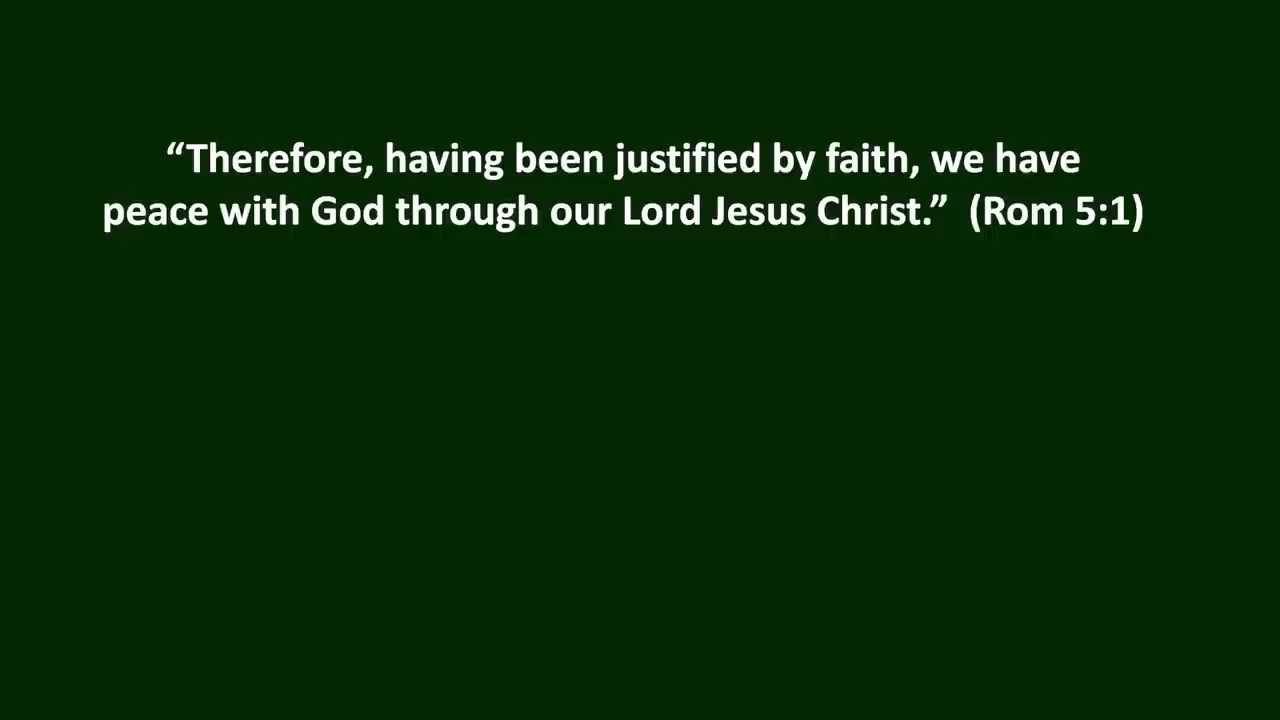 “Therefore, having been justified by faith, we have
peace with God through our Lord Jesus Christ.”  (Rom 5:1)